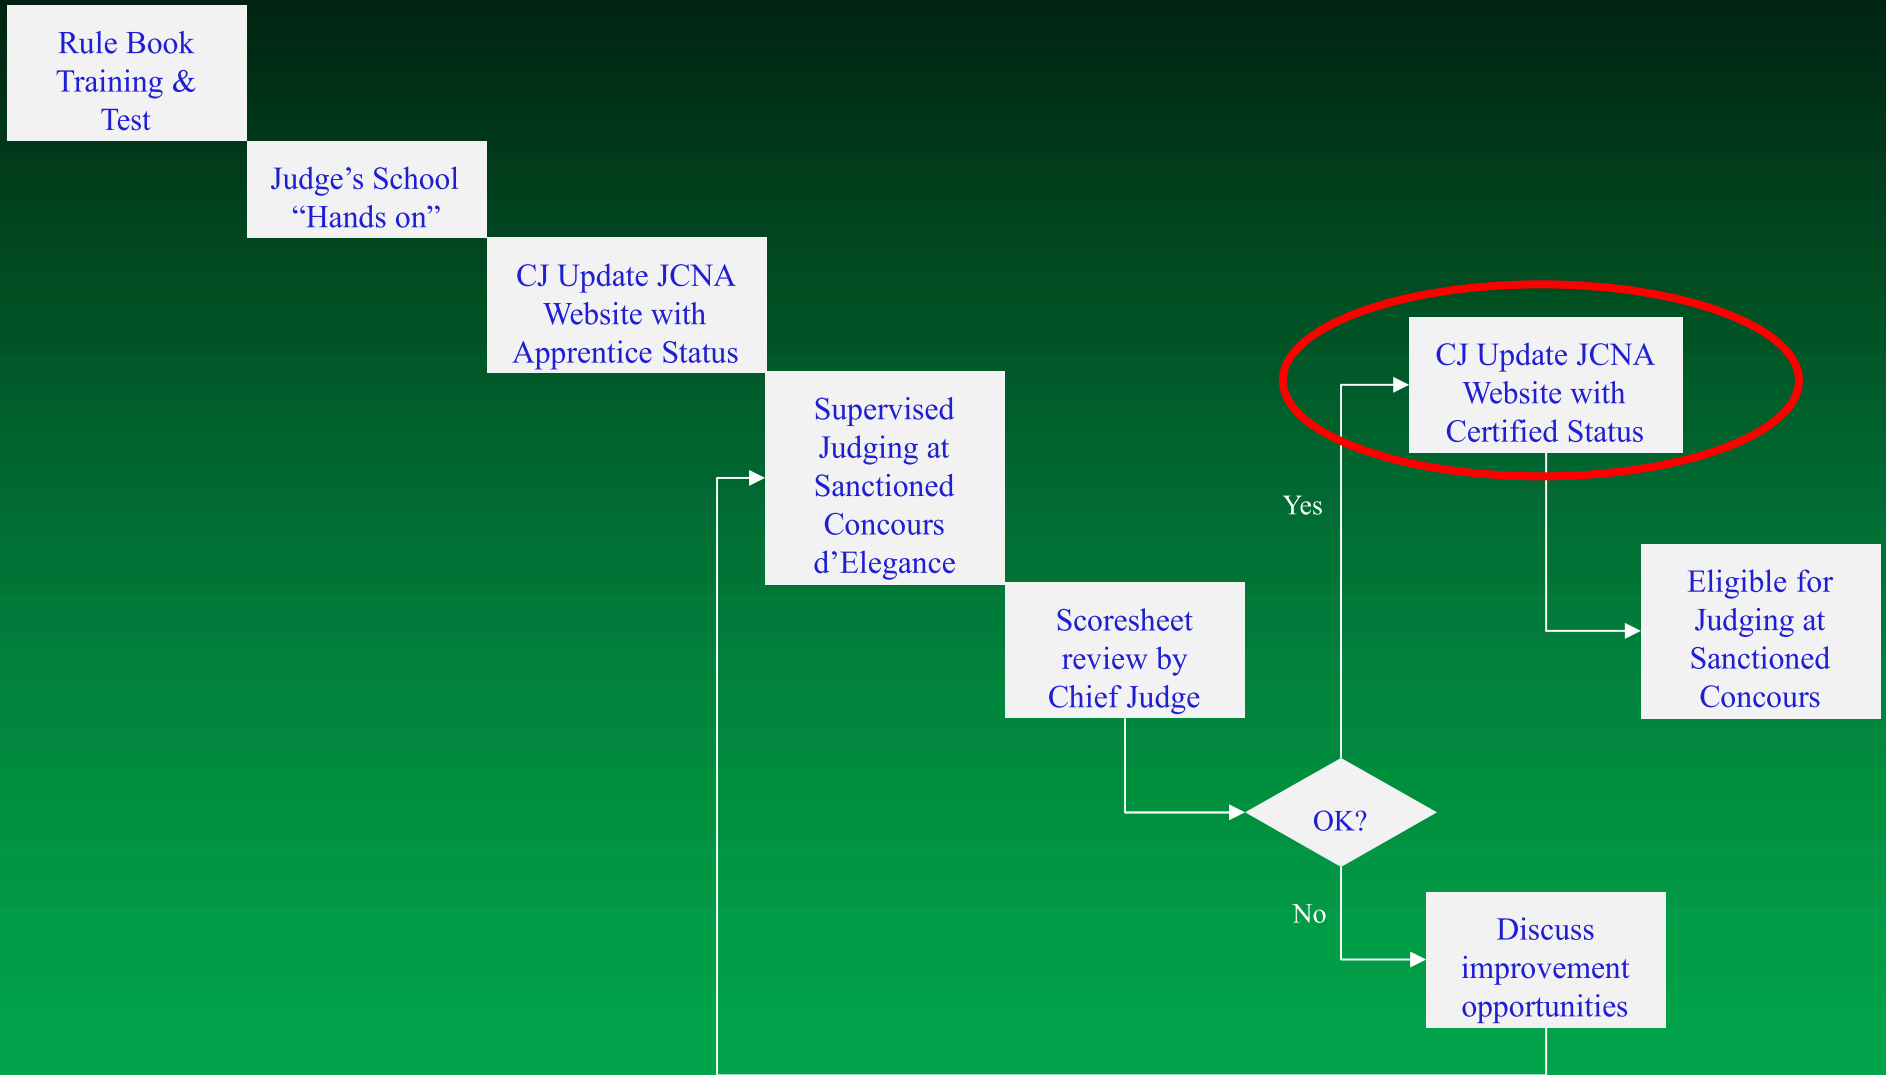 Rule Book
Training &
Test
Judge’s School
“Hands on”
CJ Update JCNA
Website with
Apprentice Status
Supervised
Judging at
Sanctioned
Concours
d’Elegance
Scoresheet
review by
Chief Judge
OK?
Yes
CJ Update JCNA
Website with
Certified Status
Eligible for
Judging at
Sanctioned
Concours
No
Discuss
improvement
opportunities